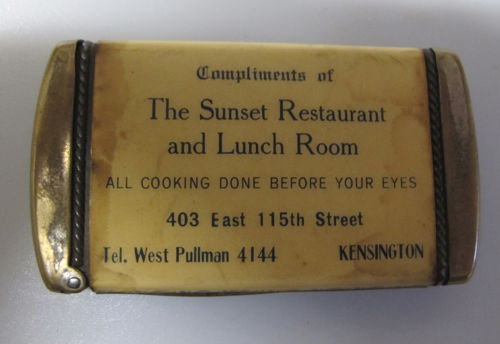 Compliments of
The Sunset Restaurant
and Lunch Room
ALL COOKING DONE BEFORE YOUR EYES
403 East 115th Street
Tel. West Pullman 4144 KENSINGTON